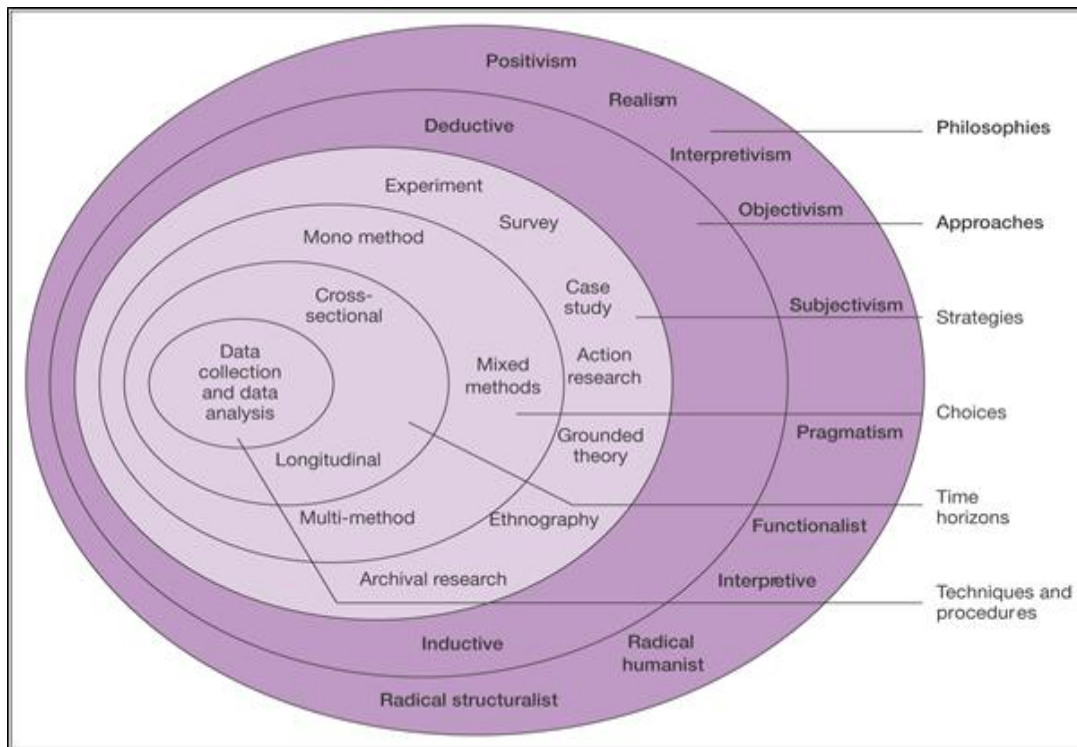 Positivism
Realism
Philosophies
Deductive
Interpretivism
Experiment
Objectivism
Approaches
Survey
Mono method
Case
study
Cross-
sectional
Subjectivism
Strategies
Data
collection
and data
analysis
Mixed
methods
Action
research
Choices
Pragmatism
Grounded
theory
Longitudinal
Time
horizons
Multi-method
Ethnography
Functionalist
Archival research
Interpretive
Techniques and
procedures
Inductive
Radical
humanist
Radical structuralist